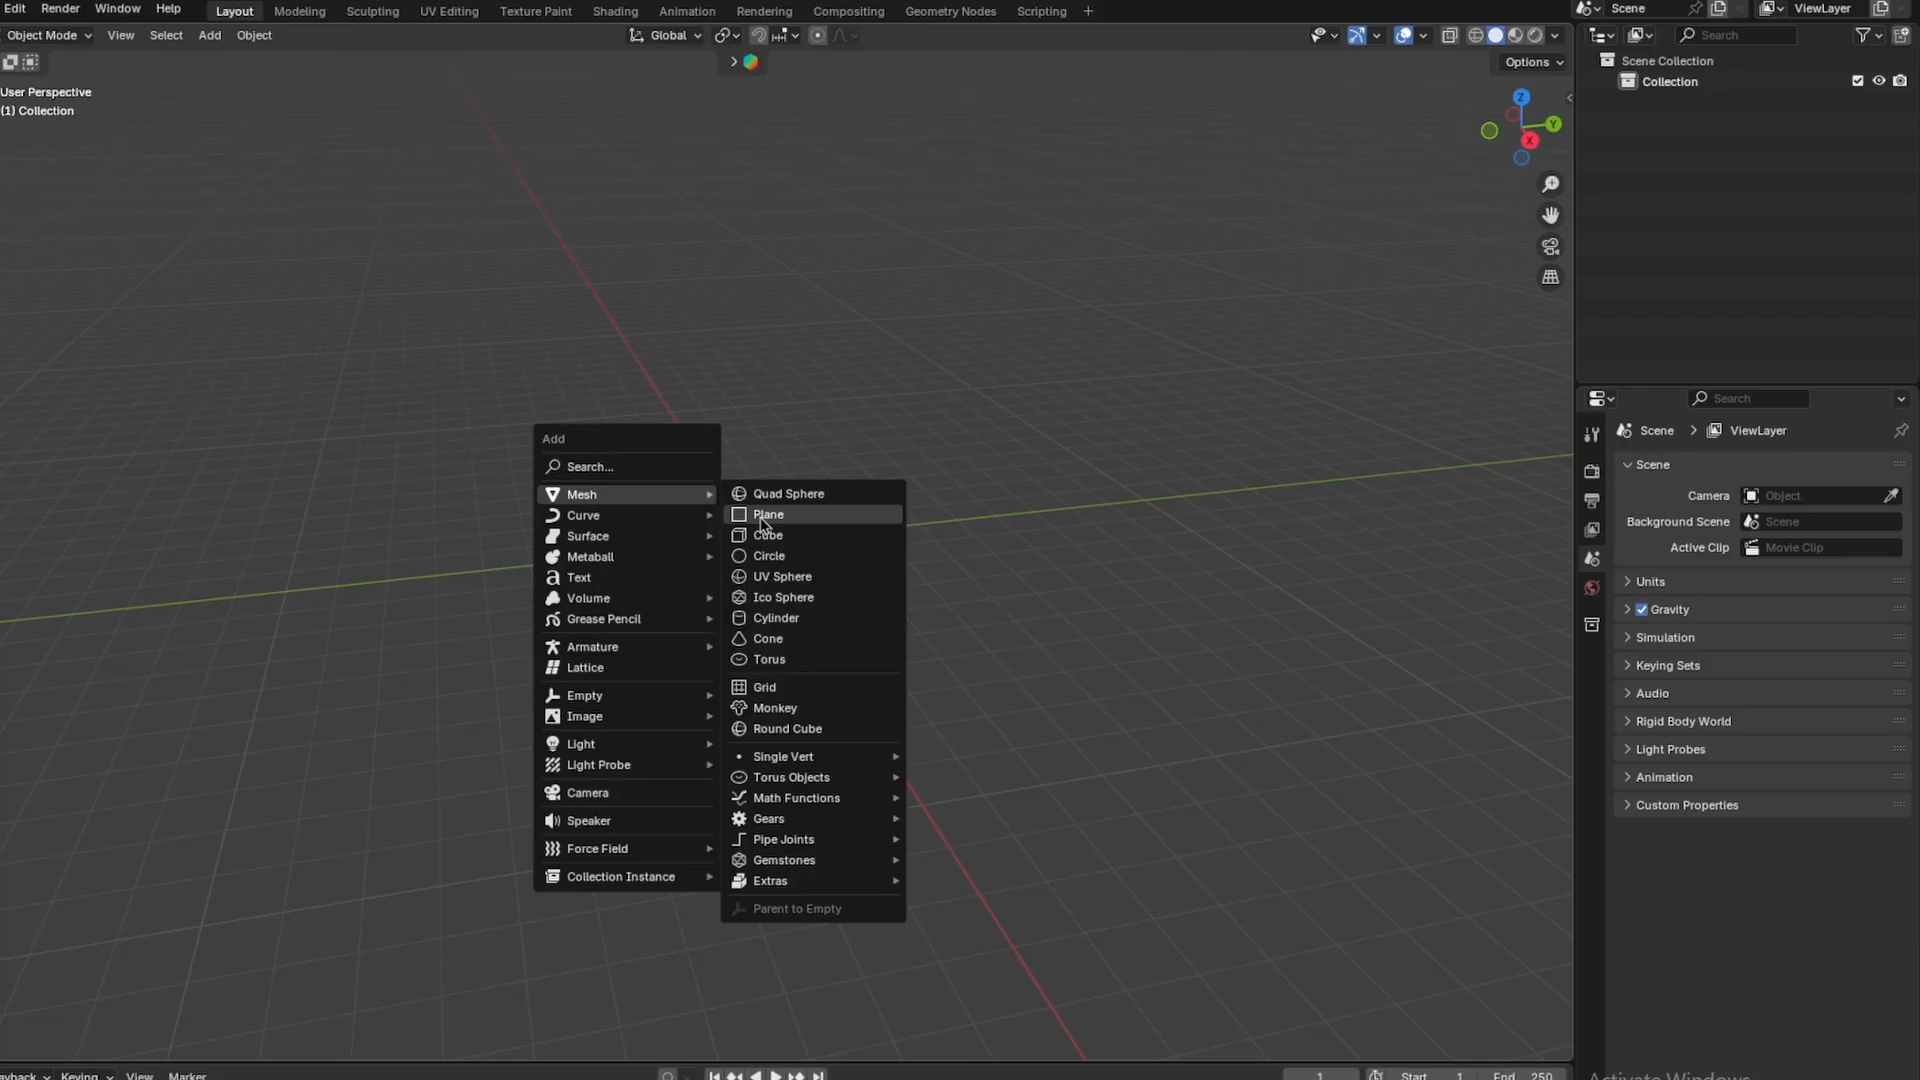 Edit Render Window Help Layout Modeling Sculpting UV Editing Texture Paint Shading Animation Rendering Compositing Geometry Nodes Scripting + Scene ViewLayer
Object Mode View Select Add Object Global Search
Options
User Perspective
(1) Collection
Scene Collection
Collection
Z
Y
X
Add
Search...
Mesh
Curve
Surface
Metaball
Text
Volume
Grease Pencil
Armature
Lattice
Empty
Image
Light
Light Probe
Camera
Speaker
Force Field
Collection Instance
Quad Sphere
Plane
Cube
Circle
UV Sphere
Ico Sphere
Cylinder
Cone
Torus
Grid
Monkey
Round Cube
Single Vert
Torus Objects
Math Functions
Gears
Pipe Joints
Gemstones
Extras
Parent to Empty
Search
Scene > ViewLayer
Scene
Camera Object
Background Scene Scene
Active Clip Movie Clip
Units
Gravity
Simulation
Keying Sets
Audio
Rigid Body World
Light Probes
Animation
Custom Properties
ayback Keying View Marker 1 Start 1 End 250
Activate Windows